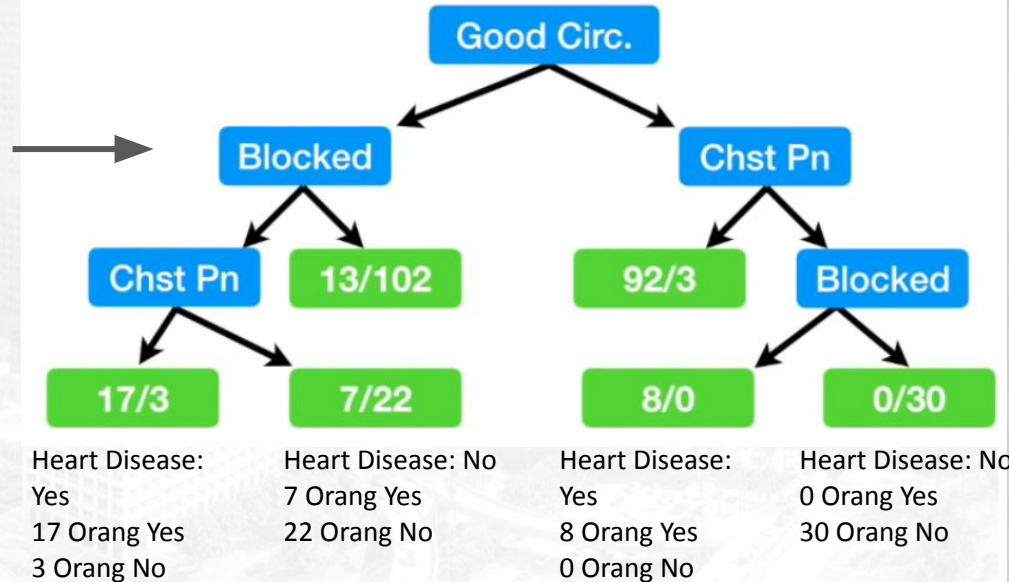 Good Circ.
Blocked
Chst Pn
Chst Pn
13/102
92/3
Blocked
17/3
7/22
8/0
0/30
Heart Disease:
Yes
17 Orang Yes
3 Orang No
Heart Disease: No
7 Orang Yes
22 Orang No
Heart Disease:
Yes
8 Orang Yes
0 Orang No
Heart Disease: No
0 Orang Yes
30 Orang No